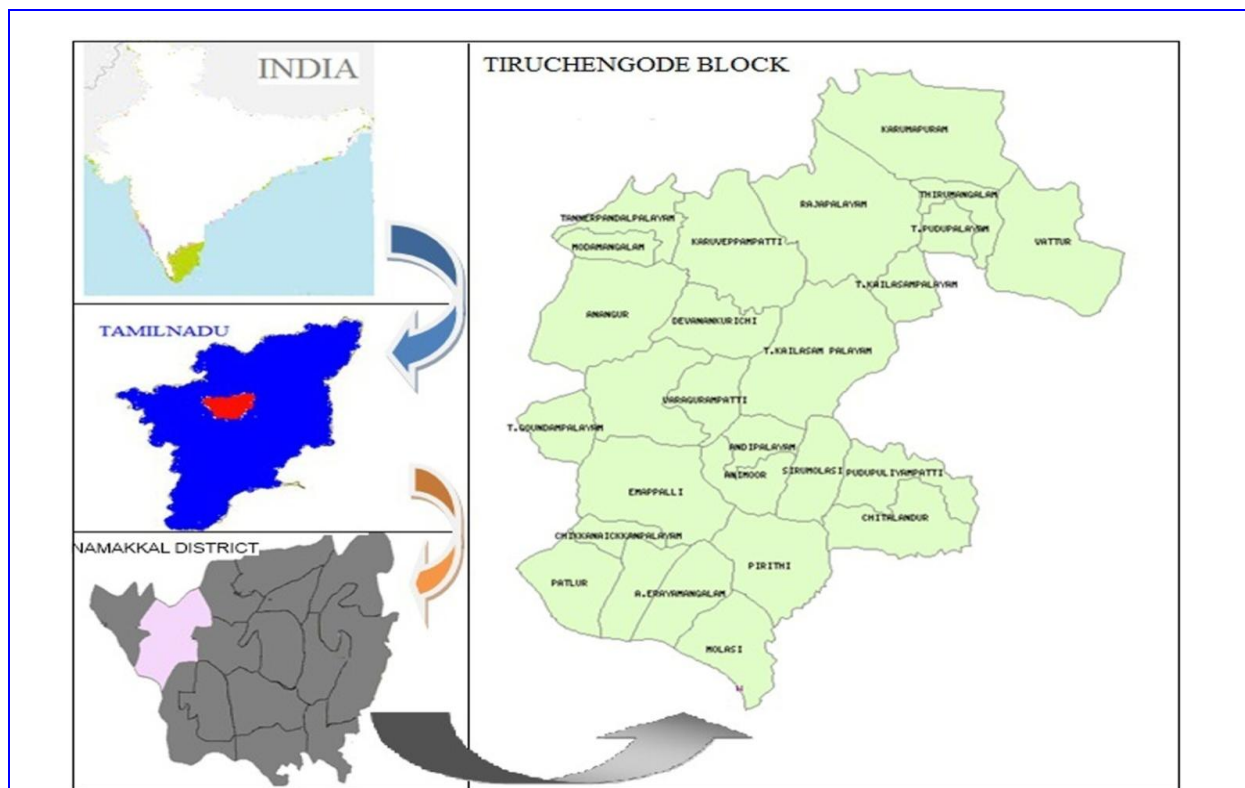 INDIA
TAMILNADU
NAMAKKAL DISTRICT
TIRUCHENGODE BLOCK
KARUMAPURAM
THIRUMANGALAM
RAJAPALAYAM
TANNERPANDALPALAYAM
T.PUDUPALAYAM
MODAMANGALAM
KARUVEPPAMPATTI
VATTUR
T.KAILASAMPALAYAM
ANANGUR
DEVANANKURICHI
T.KAILASAM PALAYAM
VARAGURAMPATTI
T.GOUNDAMPALAYAM
ANDIPALAYAM
ANIMOOR
SIRUMOLASI
PUDUPULIYAMPATTI
EMAPPALLI
CHITALANDUR
CHIKKANAICKKANPALAYAM
PIRITHI
PATLUR
A.ERAYAMANGALAM
MOLASI